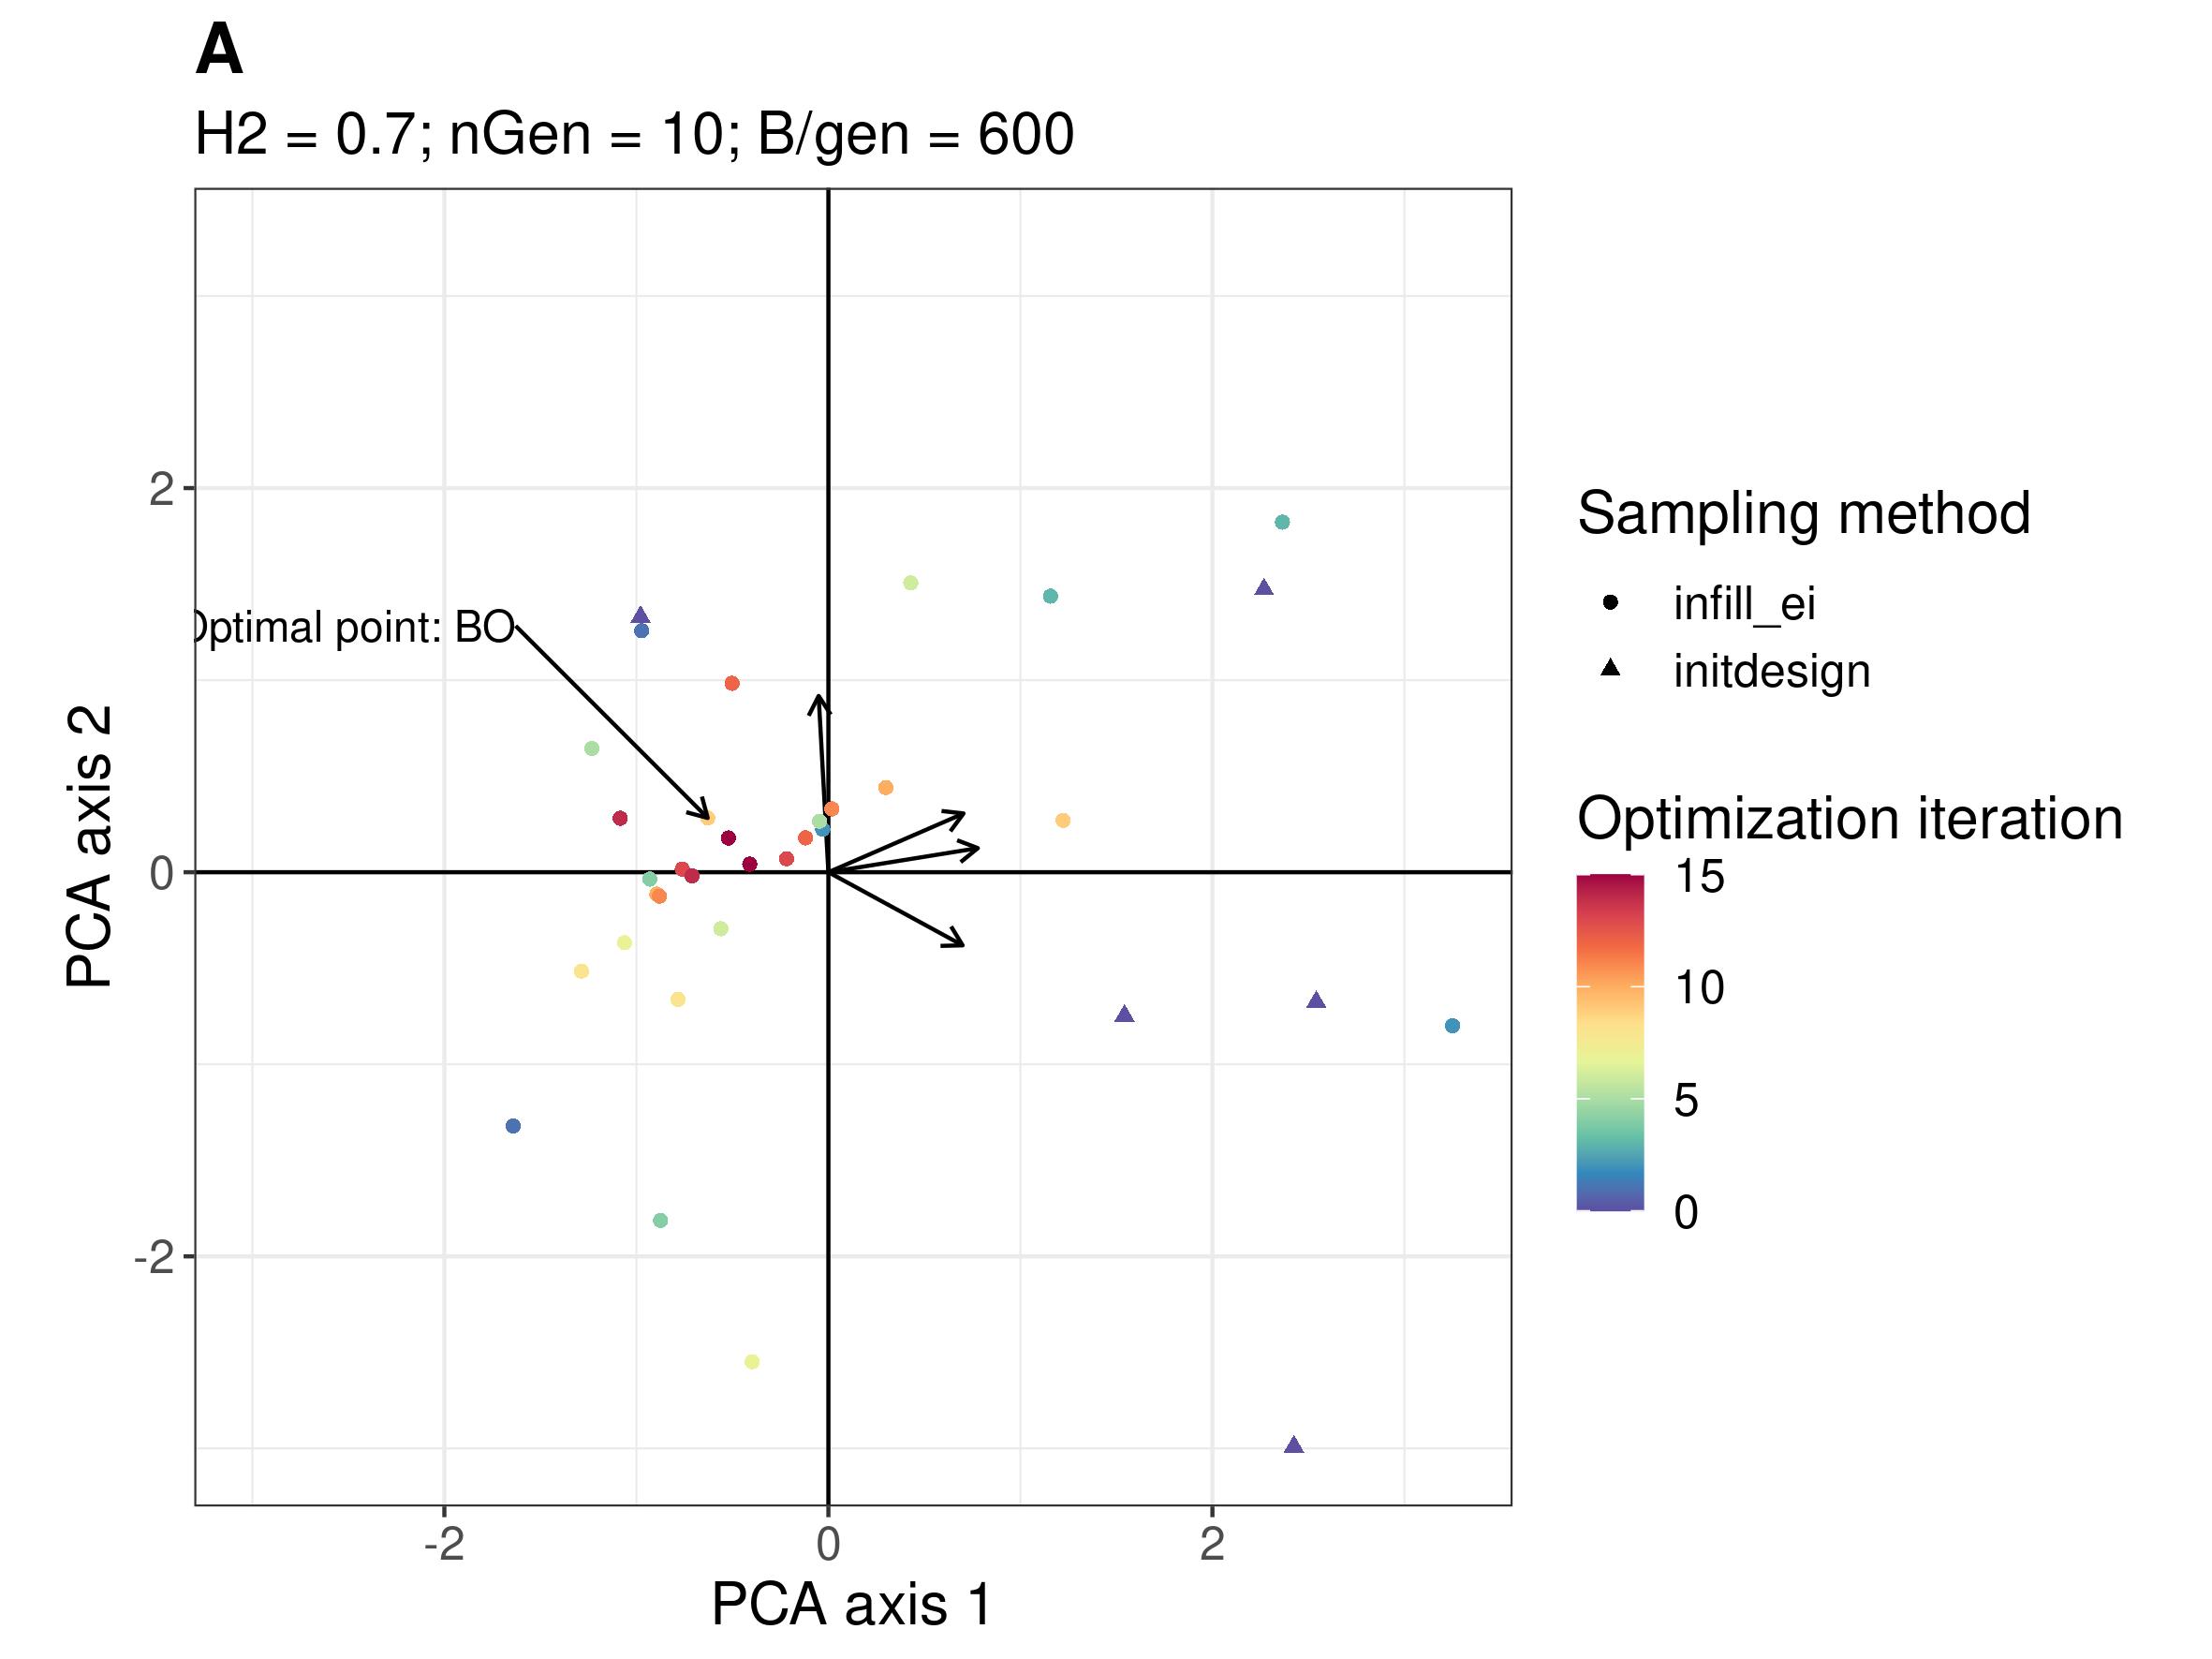 A
H2 = 0.7; nGen = 10; B/gen = 600
Optimal point: BO
PCA axis 2
2
0
-2
-2
0
2
PCA axis 1
Sampling method
infill_ei
initdesign
Optimization iteration
15
10
5
0